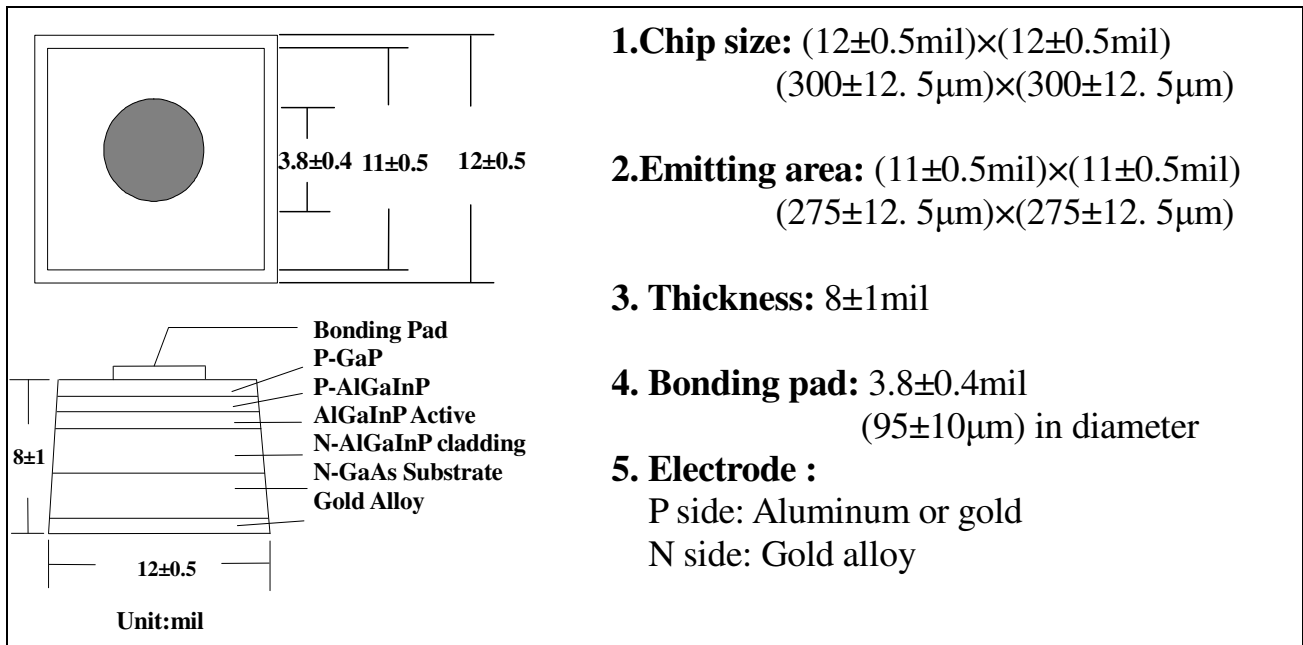 3.8±0.4 11±0.5 12±0.5
Bonding Pad
P-GaP
P-AlGaInP
AlGaInP Active
N-AlGaInP cladding
N-GaAs Substrate
Gold Alloy
8±1
12±0.5
Unit:mil
1.Chip size: (12±0.5mil)×(12±0.5mil)
(300±12. 5μm)×(300±12. 5μm)
2.Emitting area: (11±0.5mil)×(11±0.5mil)
(275±12. 5μm)×(275±12. 5μm)
3. Thickness: 8±1mil
4. Bonding pad: 3.8±0.4mil
(95±10μm) in diameter
5. Electrode :
P side: Aluminum or gold
N side: Gold alloy